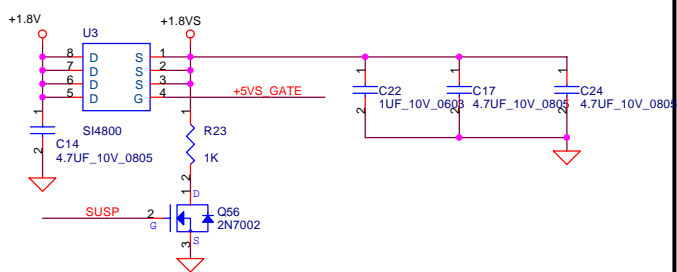 +1.8V
+1.8VS
U3
8 D S 1
7 D S 2
6 D S 3
5 D G 4
+5VS_GATE
SI4800
1
2
C14
4.7UF_10V_0805
1
R23
1K
2
1
2
C22
1UF_10V_0603
1
2
C17
4.7UF_10V_0805
1
2
C24
4.7UF_10V_0805
SUSP
1 D
2
G
3 S
Q56
2N7002